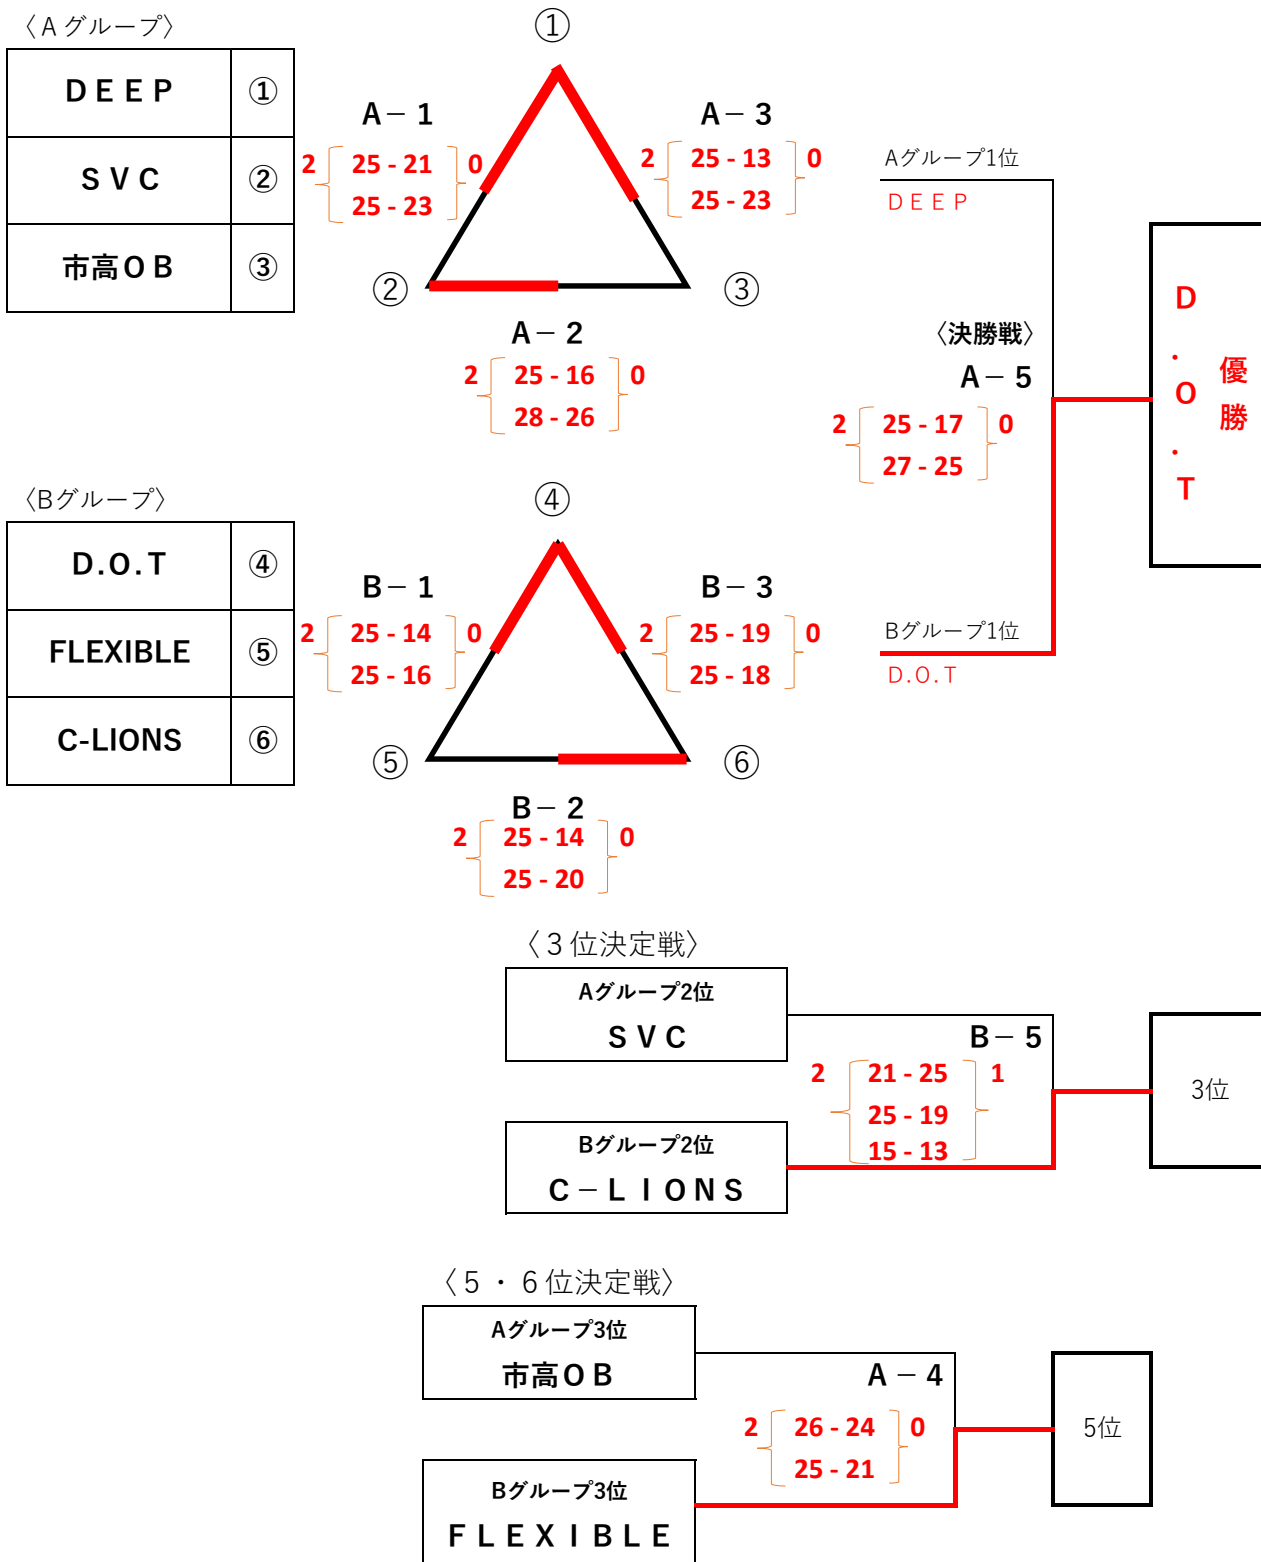 〈Aグループ〉
DEEP ①
SVC ②
市高OB ③
①
A－1
2 25 - 21 0
25 - 23
A－3
2 25 - 13 0
25 - 23
②
③
A－2
2 25 - 16 0
28 - 26
Aグループ1位
DEEP
〈決勝戦〉
A－5
2 25 - 17 0
27 - 25
D.O.T
優勝
〈Bグループ〉
D.O.T ④
FLEXIBLE ⑤
C-LIONS ⑥
④
B－1
2 25 - 14 0
25 - 16
B－3
2 25 - 19 0
25 - 18
⑤
⑥
B－2
2 25 - 14 0
25 - 20
Bグループ1位
D.O.T
〈３位決定戦〉
Aグループ2位
SVC
B－5
2 21 - 25 1
25 - 19
15 - 13
Bグループ2位
C－LIONS
3位
〈５・６位決定戦〉
Aグループ3位
市高OB
A－4
2 26 - 24 0
25 - 21
Bグループ3位
FLEXIBLE
5位